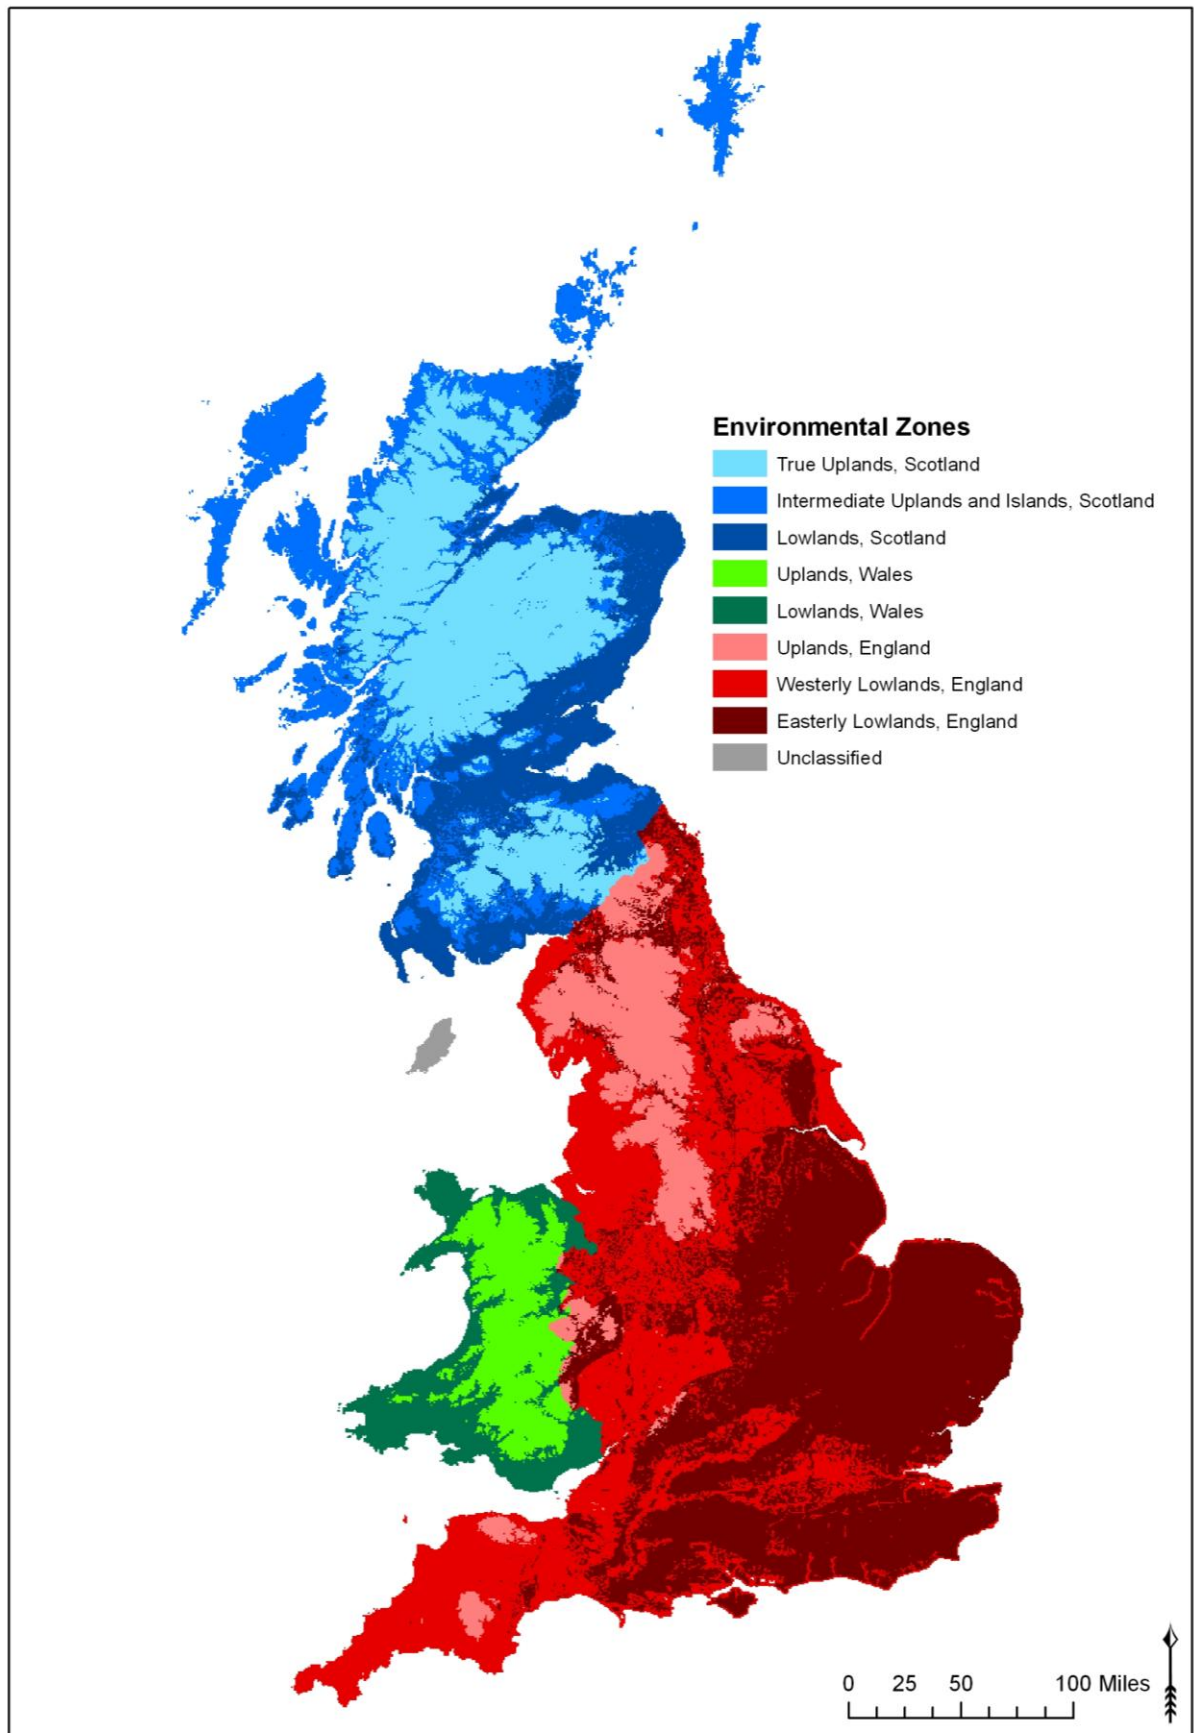 Environmental Zones
True Uplands, Scotland
Intermediate Uplands and Islands, Scotland
Lowlands, Scotland
Uplands, Wales
Lowlands, Wales
Uplands, England
Westerly Lowlands, England
Easterly Lowlands, England
Unclassified
0 25 50 100 Miles